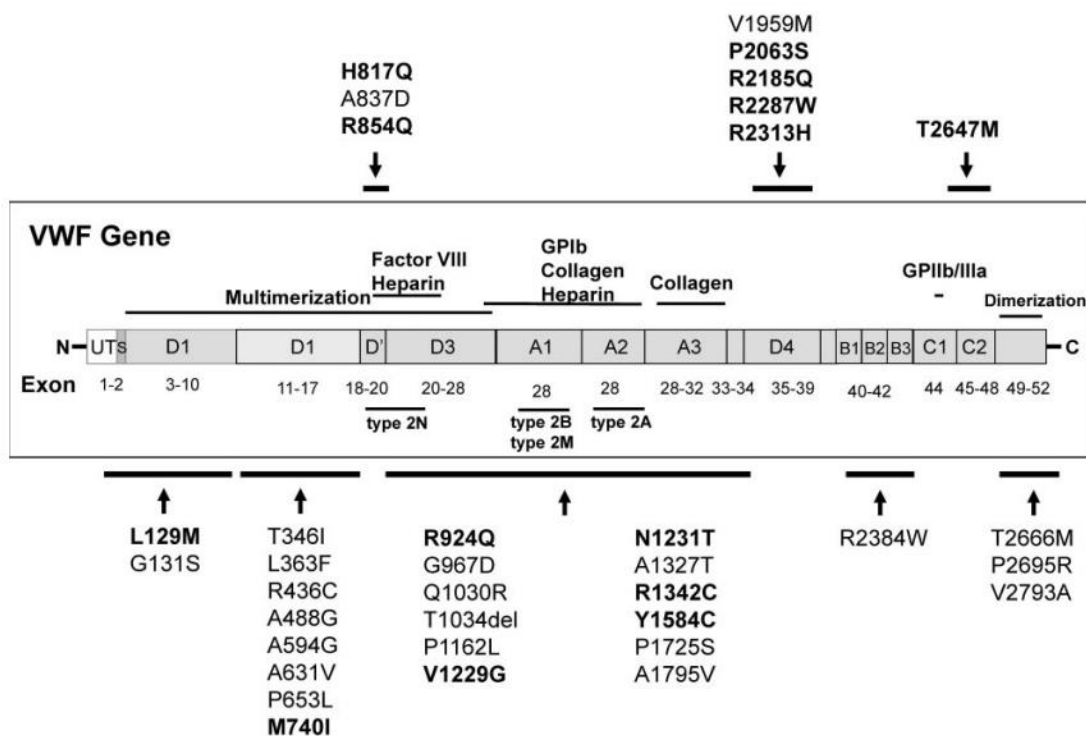 V1959M
P2063S
R2185Q
R2287W
R2313H
H817Q
A837D
R854Q
T2647M
VWF Gene
Factor VIII
Heparin
Multimerization
GPIb
Collagen
Heparin
Collagen
GPIIb/IIIa
Dimerization
N UT S D1 D1 D' D3 A1 A2 A3 D4 B1 B2 B3 C1 C2 C
Exon 1-2 3-10 11-17 18-20 20-28 28 28 28-32 33-34 35-39 40-42 44 45-48 49-52
type 2N
type 2B
type 2M
type 2A
L129M
G131S
T346I
L363F
R436C
A488G
A594G
A631V
P653L
M740I
R924Q
G967D
Q1030R
T1034del
P1162L
V1229G
N1231T
A1327T
R1342C
Y1584C
P1725S
A1795V
R2384W
T2666M
P2695R
V2793A